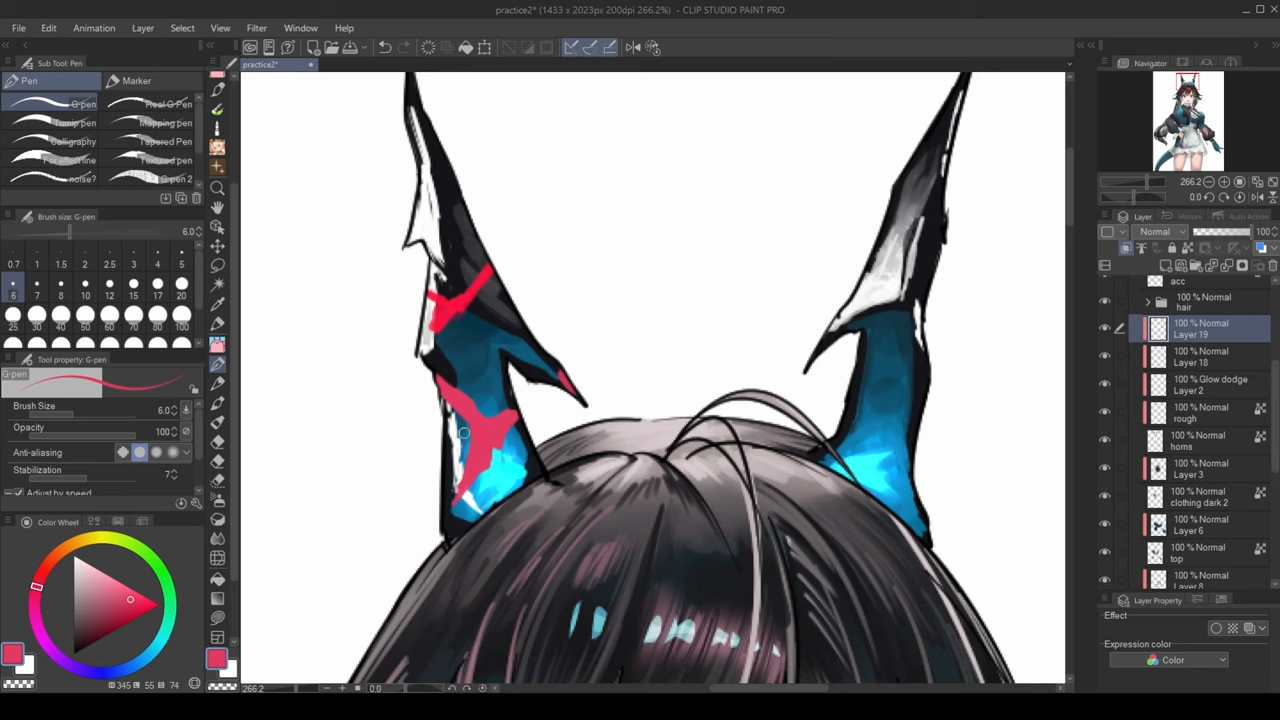 practice2* (1433 x 2023px 200dpi 266.2%) - CLIP STUDIO PAINT PRO
File Edit Animation Layer Select View Filter Window Help
Sub Tool: Pen
practice2*
Navigator
Pen Marker
G-pen Real G-Pen
Turnip pen Mapping pen
Calligraphy Tapered Pen
For effect line Textured pen
noise? G-pen 2
266.2
0.0
Brush size: G-pen
Layer History Auto Action
6.0
Normal 100
0.7 1 1.5 2 2.5 3 4 5
6 7 8 10 12 15 17 20
25 30 40 50 60 70 80 100
acc
100 % Normal
hair
100 % Normal
Layer 19
100 % Normal
Layer 18
100 % Glow dodge
Layer 2
100 % Normal
rough
100 % Normal
horns
100 % Normal
Layer 3
100 % Normal
clothing dark 2
100 % Normal
Layer 6
100 % Normal
top
100 % Normal
Layer 8
Tool property: G-pen
G-pen
Brush Size 6.0
Opacity 100
Anti-aliasing
Stabilization 7
Adjust by speed
Color Wheel
Layer Property
Effect
Expression color
Color
345 S 55 V 74
266.2 0.0